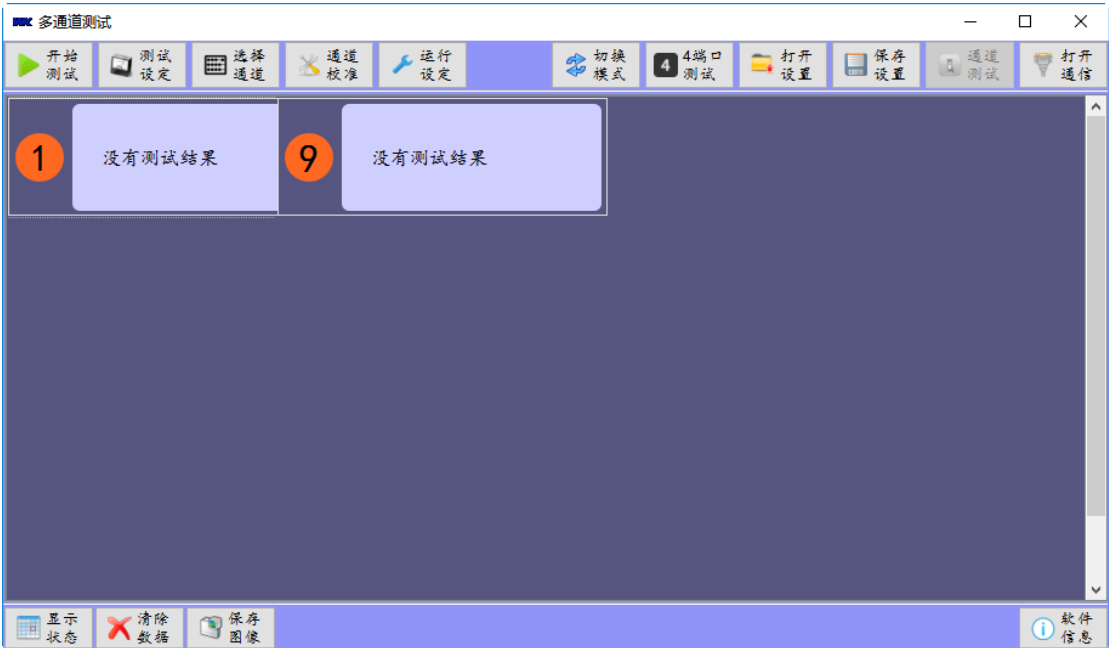 多通道测试
开始
测试
测试
设定
选择
通道
通道
校准
运行
设定
切换
模式
4
4端口
测试
打开
设置
保存
设置
通道
测试
打开
通信
1
没有测试结果
9
没有测试结果
显示
状态
清除
数据
保存
图像
软件
信息